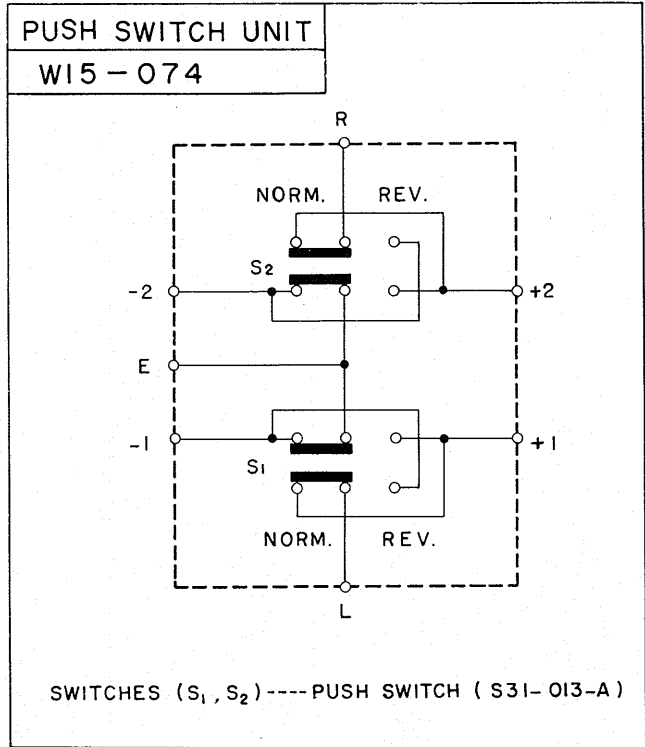 PUSH SWITCH UNIT
W15-074
R
NORM. REV.
S2
-2 +2
E
-1 +1
S1
NORM. REV.
L
SWITCHES (S1, S2)----PUSH SWITCH (S31-013-A)